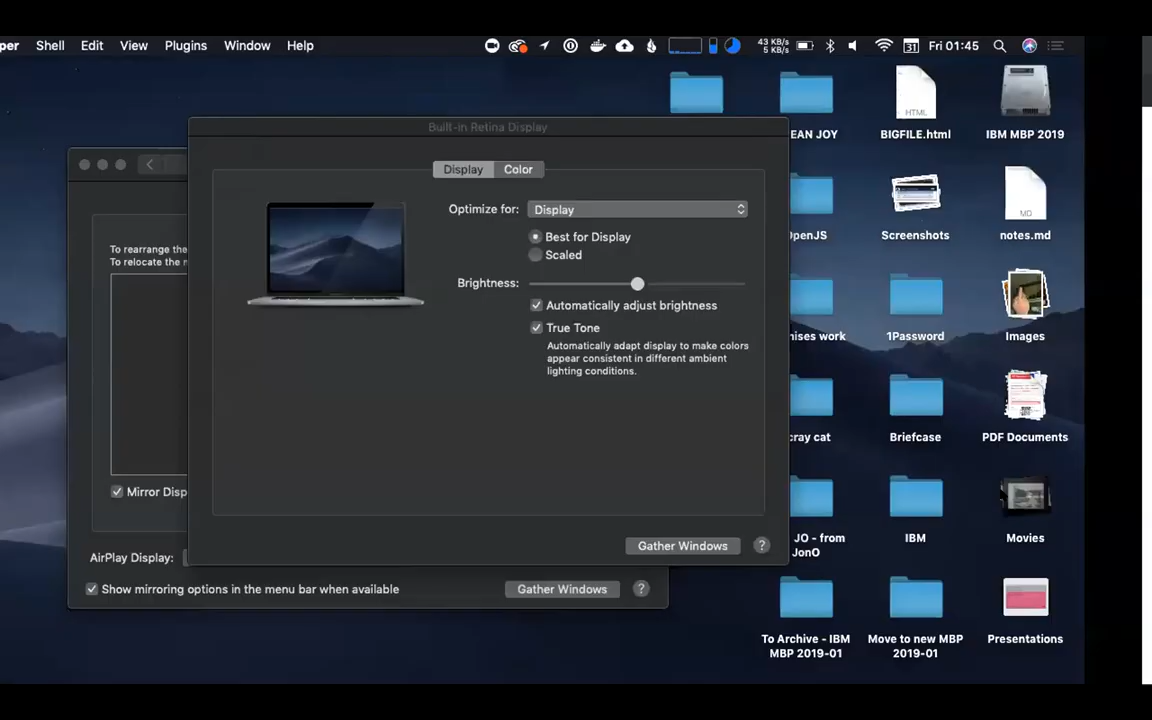 per Shell Edit View Plugins Window Help
43 KB/s
5 KB/s
31
Fri 01:45
Built-in Retina Display
Display Color
Optimize for: Display
Best for Display
Scaled
Brightness:
Automatically adjust brightness
True Tone
Automatically adapt display to make colors
appear consistent in different ambient
lighting conditions.
Gather Windows ?
To rearrange the
To relocate the
Mirror Disp
AirPlay Display:
Show mirroring options in the menu bar when available
Gather Windows ?
HTML
EAN JOY
BIGFILE.html
IBM MBP 2019
MD
OpenJS
Screenshots
notes.md
nises work
1Password
Images
cray cat
Briefcase
PDF Documents
JO - from
JonO
IBM
Movies
To Archive - IBM
MBP 2019-01
Move to new MBP
2019-01
Presentations